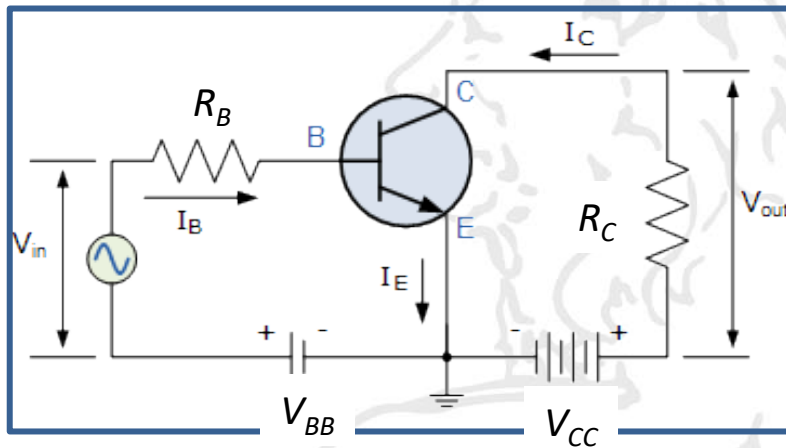 I_C
R_B
C
B
I_B
V_in
E
R_C
V_out
I_E
+ -
- +
V_BB
V_CC